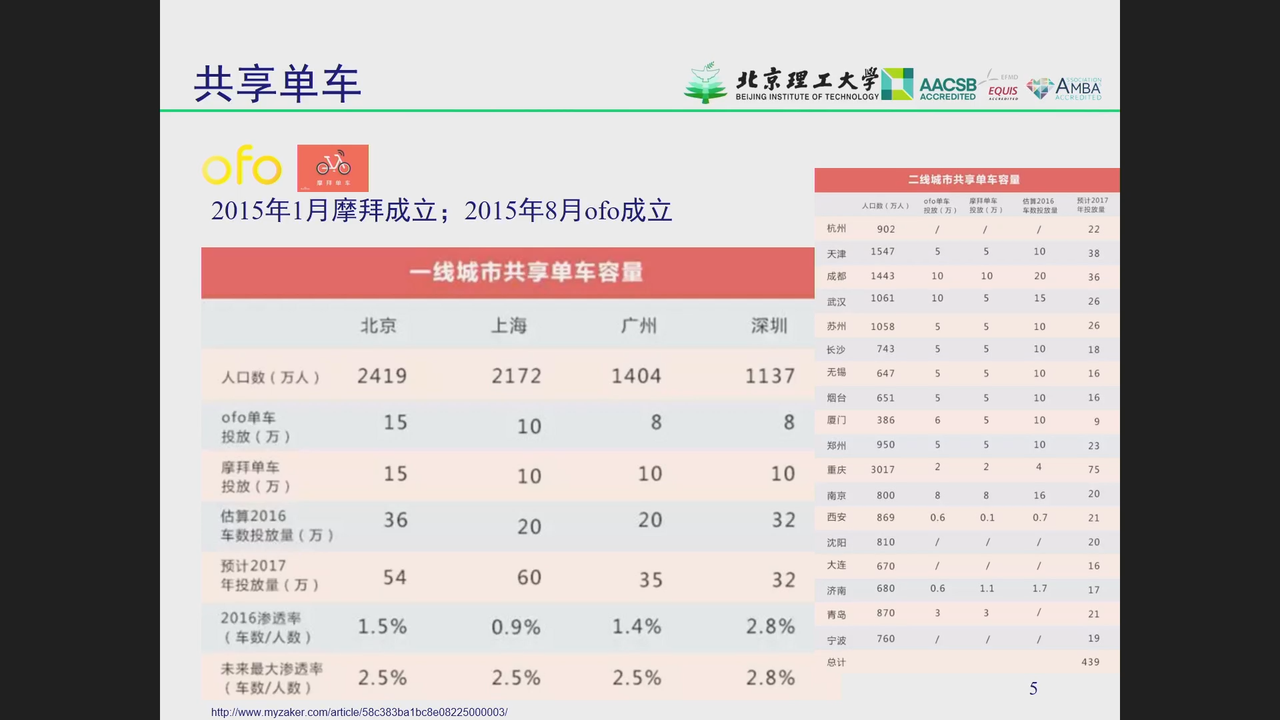 共享单车
北京理工大學
BEIJING INSTITUTE OF TECHNOLOGY
AACSB
ACCREDITED
EFMD
EQUIS
ACCREDITED
ASSOCIATION
AMBA
ACCREDITED
ofo
摩拜单车
2015年1月摩拜成立；2015年8月ofo成立
一线城市共享单车容量
北京 上海 广州 深圳
人口数（万人） 2419 2172 1404 1137
ofo单车
投放（万） 15 10 8 8
摩拜单车
投放（万） 15 10 10 10
估算2016
车数投放量（万） 36 20 20 32
预计2017
年投放量（万） 54 60 35 32
2016渗透率
（车数/人数） 1.5% 0.9% 1.4% 2.8%
未来最大渗透率
（车数/人数） 2.5% 2.5% 2.5% 2.8%
二线城市共享单车容量
人口数（万人） ofo单车 摩拜单车 估算2016 预计2017
投放（万） 投放（万） 车数投放量 年投放量
杭州 902 / / / 22
天津 1547 5 5 10 38
成都 1443 10 10 20 36
武汉 1061 10 5 15 26
苏州 1058 5 5 10 26
长沙 743 5 5 10 18
无锡 647 5 5 10 16
烟台 651 5 5 10 16
厦门 386 6 5 10 9
郑州 950 5 5 10 23
重庆 3017 2 2 4 75
南京 800 8 8 16 20
西安 869 0.6 0.1 0.7 21
沈阳 810 / / / 20
大连 670 / / / 16
济南 680 0.6 1.1 1.7 17
青岛 870 3 3 / 21
宁波 760 / / / 19
总计 439
5
http://www.myzaker.com/article/58c383ba1bc8e08225000003/